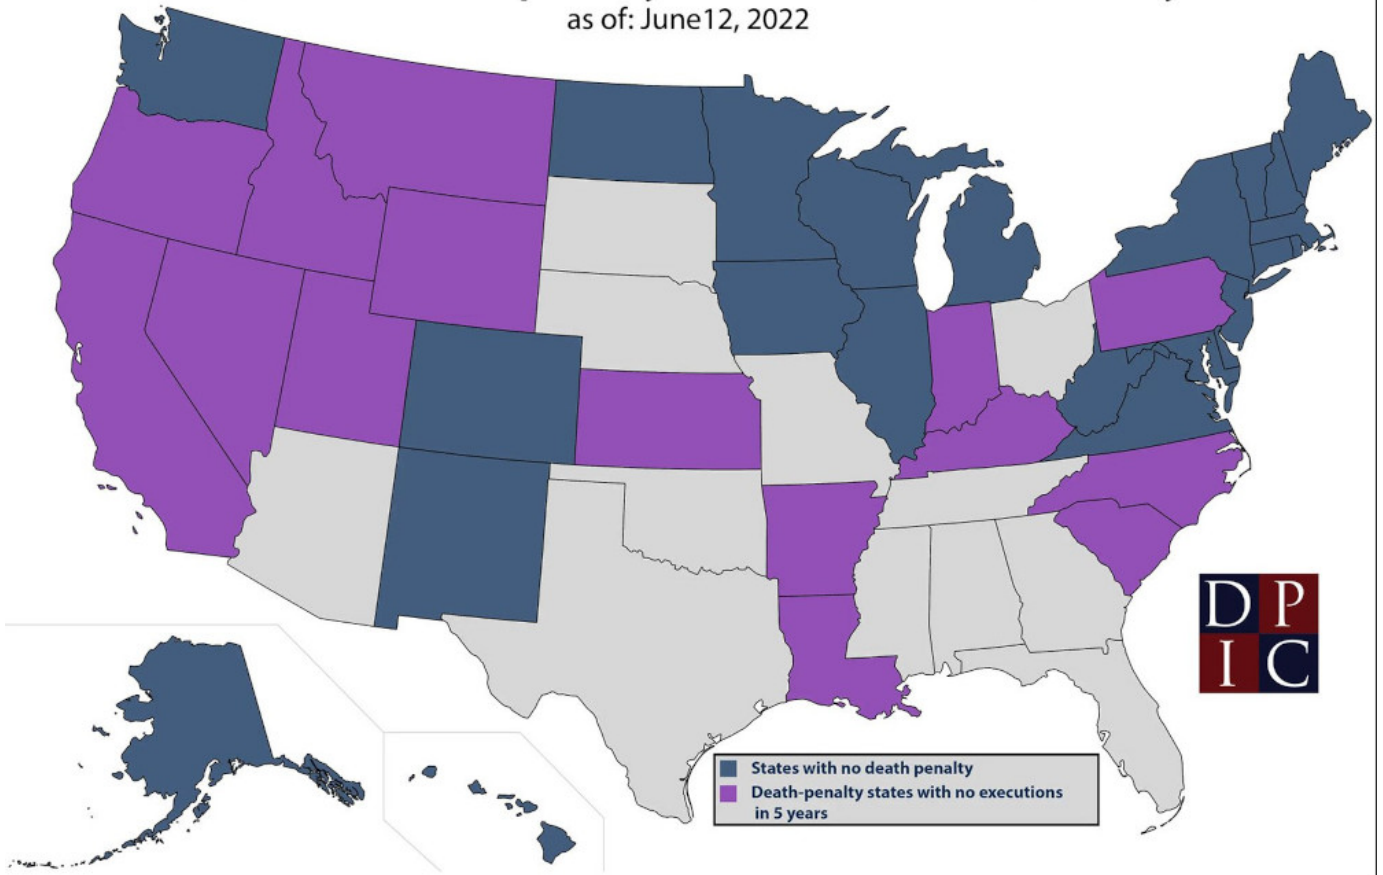 as of: June12, 2022
D P
I C
States with no death penalty
Death-penalty states with no executions
in 5 years